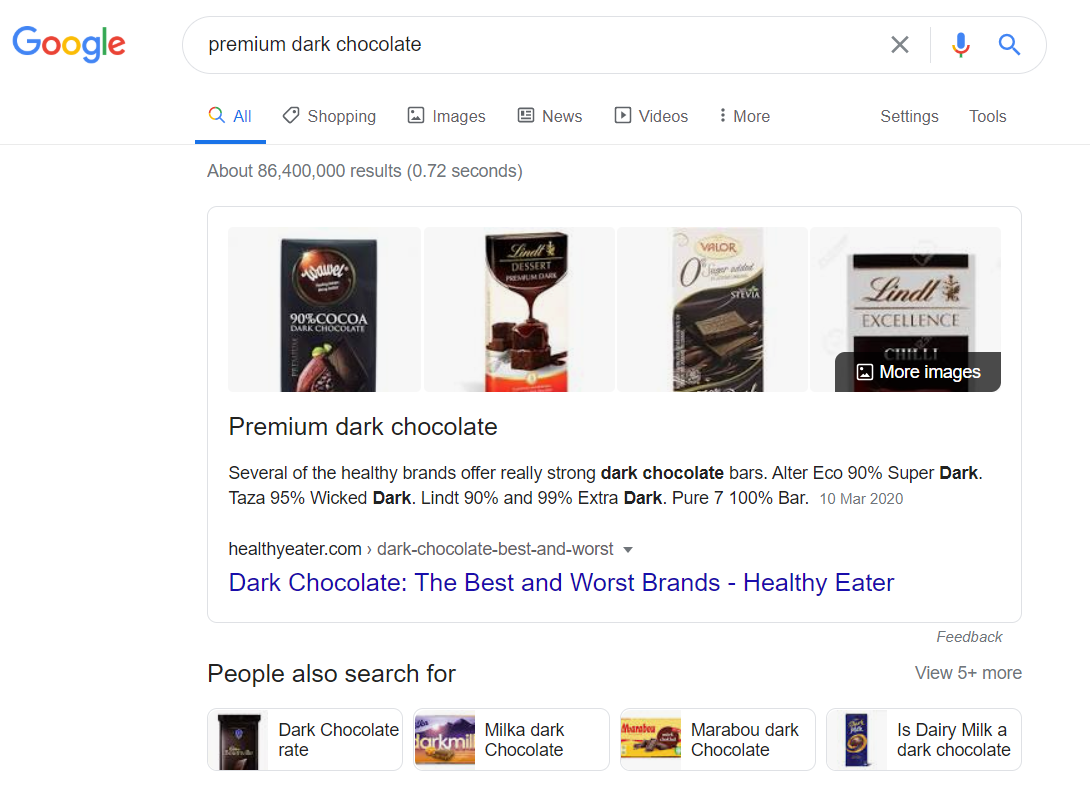 Google
premium dark chocolate
All
Shopping
Images
News
Videos
More
Settings
Tools
About 86,400,000 results (0.72 seconds)
Wawel
90% COCOA
DARK CHOCOLATE
PREMIUM
Lindt
DESSERT
PREMIUM DARK
VALOR
0%
Sugar added
STEVIA
Lindt
EXCELLENCE
CHILLI
More images
Premium dark chocolate
Several of the healthy brands offer really strong dark chocolate bars. Alter Eco 90% Super Dark.
Taza 95% Wicked Dark. Lindt 90% and 99% Extra Dark. Pure 7 100% Bar. 10 Mar 2020
healthyeater.com › dark-chocolate-best-and-worst
Dark Chocolate: The Best and Worst Brands - Healthy Eater
Feedback
People also search for
View 5+ more
Dark Chocolate
rate
darkmil
Milka dark
Chocolate
Marabou
Marabou dark
Chocolate
Dark
Milk
Is Dairy Milk a
dark chocolate